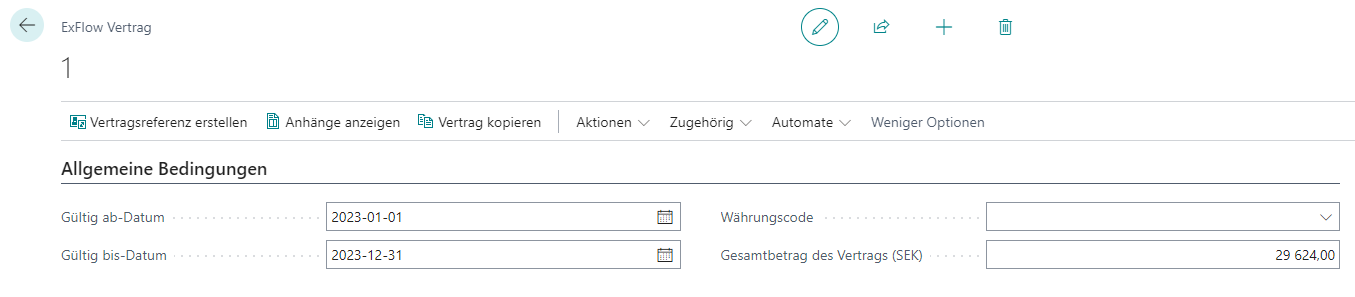 ExFlow Vertrag
1
Vertragsreferenz erstellen Anhänge anzeigen Vertrag kopieren Aktionen Zugehörig Automate Weniger Optionen
Allgemeine Bedingungen
Gültig ab-Datum 2023-01-01 Währungscode
Gültig bis-Datum 2023-12-31 Gesamtbetrag des Vertrags (SEK) 29 624,00